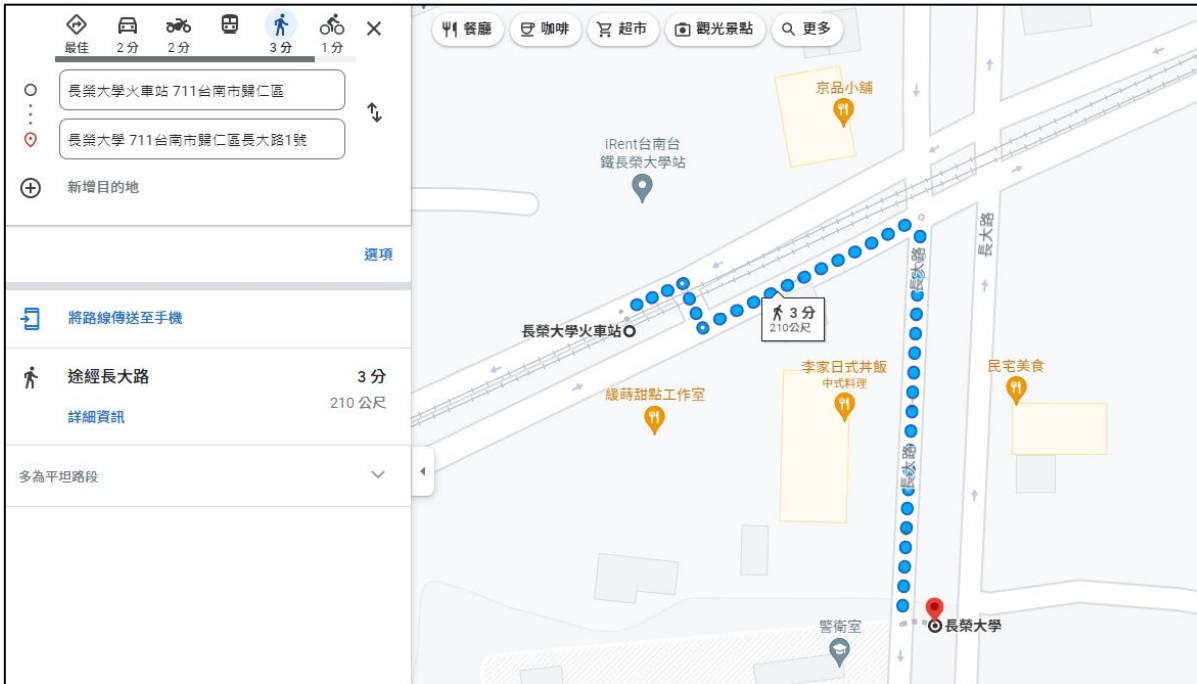 最佳
2 分
2 分
3 分
1 分
長榮大學火車站 711台南市歸仁區
長榮大學 711台南市歸仁區長大路1號
新增目的地
選項
將路線傳送至手機
途經長大路
3 分
210 公尺
詳細資訊
多為平坦路段
餐廳
咖啡
超市
觀光景點
更多
京品小舖
iRent台南台
鐵長榮大學站
長大路
長大路
長榮大學火車站
3 分
210公尺
李家日式丼飯
中式料理
民宅美食
緩蒔甜點工作室
長大路
警衛室
長榮大學